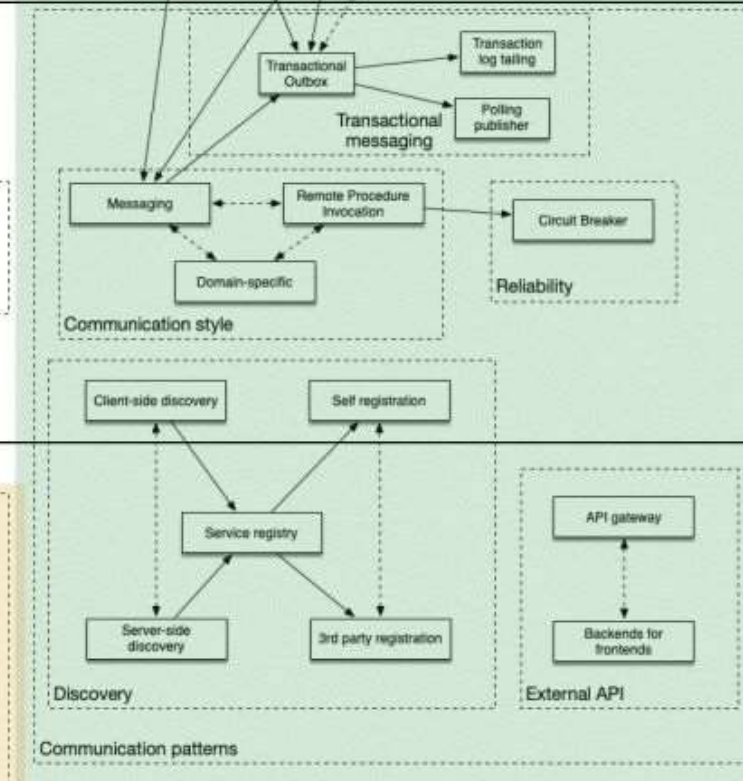 Transactional
Outbox
Transaction
log tailing
Polling
publisher
Transactional
messaging
Messaging
Remote Procedure
Invocation
Domain-specific
Communication style
Circuit Breaker
Reliability
Client-side discovery
Self registration
Service registry
Server-side
discovery
3rd party registration
Discovery
API gateway
Backends for
frontends
External API
Communication patterns